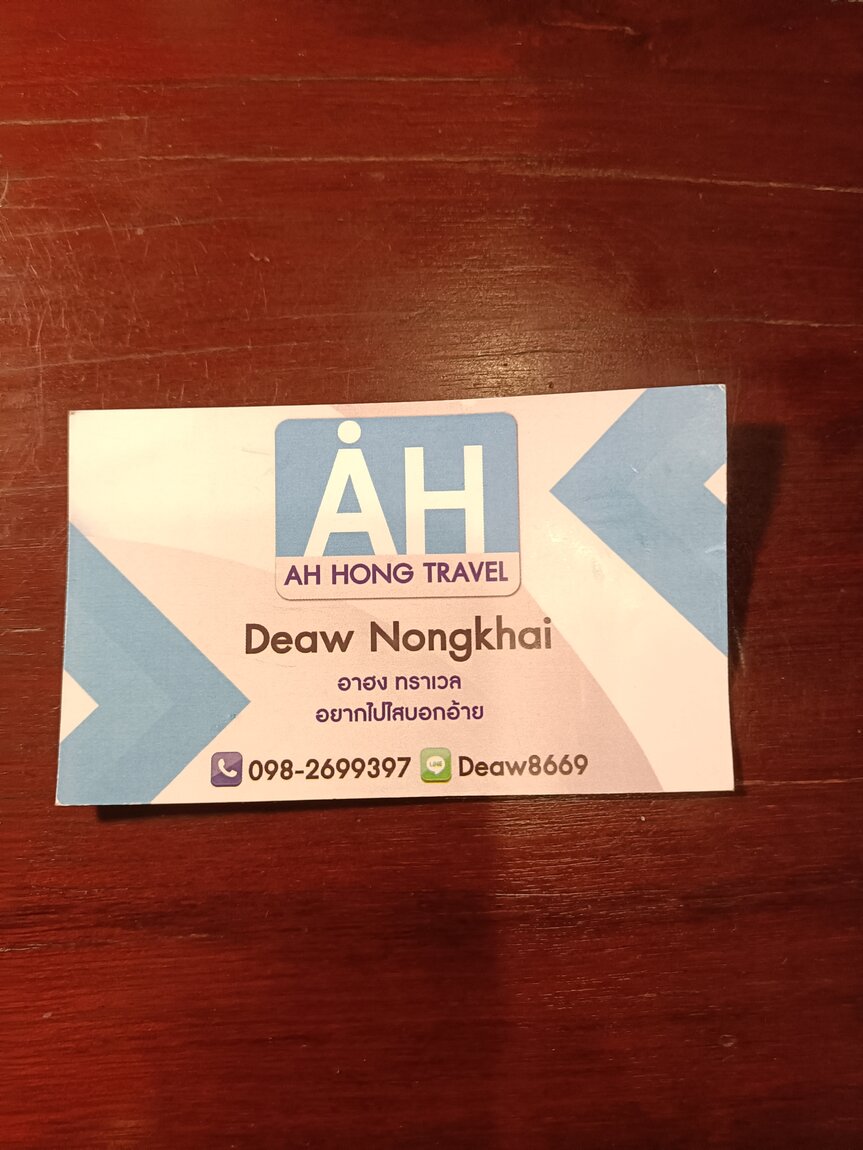 ÅH
AH HONG TRAVEL
Deaw Nongkhai
อาฮง ทราเวล
อยากไปไสบอกอ้าย
098-2699397 LINE Deaw8669